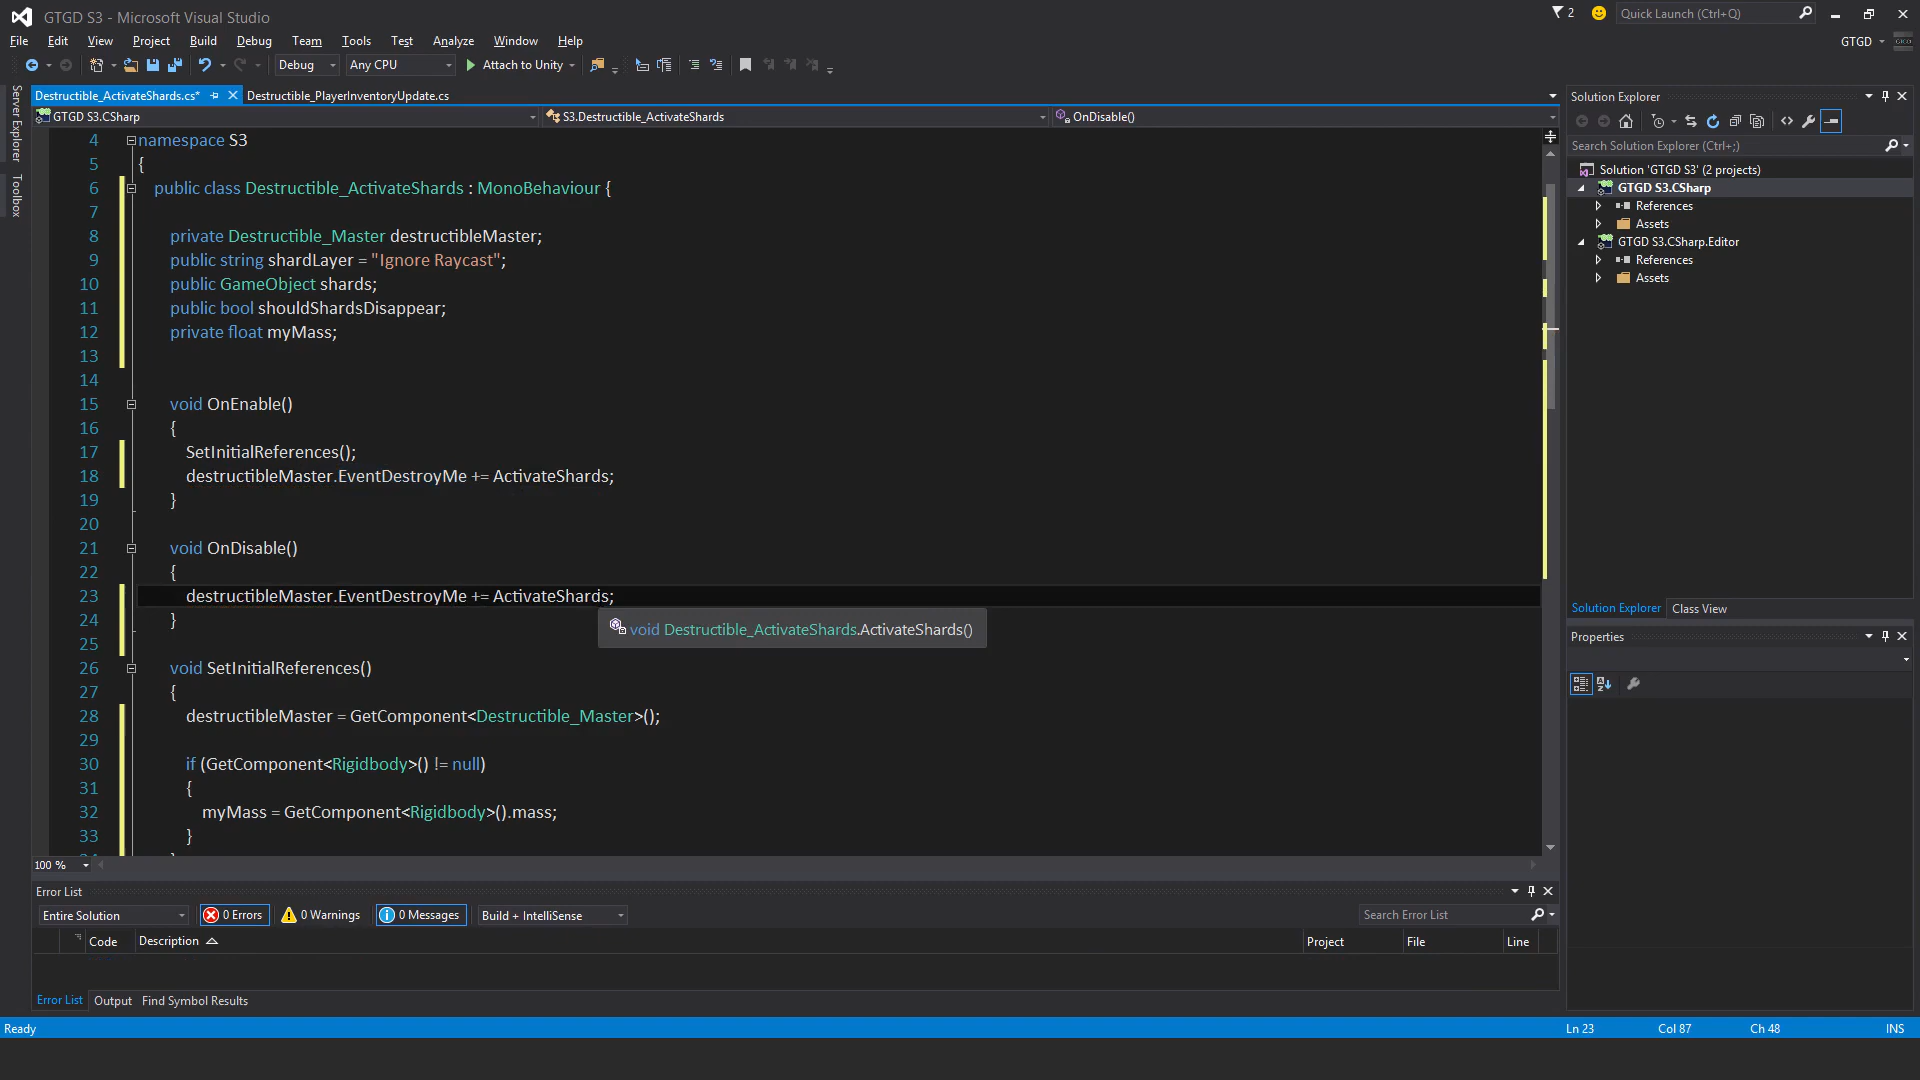 GTGD S3 - Microsoft Visual Studio
2
Quick Launch (Ctrl+Q)
File Edit View Project Build Debug Team Tools Test Analyze Window Help
GTGD
Debug Any CPU Attach to Unity
Server Explorer
Toolbox
Destructible_ActivateShards.cs* Destructible_PlayerInventoryUpdate.cs
GTGD S3.CSharp S3.Destructible_ActivateShards OnDisable()
4 namespace S3
5 {
6 public class Destructible_ActivateShards : MonoBehaviour {
7
8 private Destructible_Master destructibleMaster;
9 public string shardLayer = "Ignore Raycast";
10 public GameObject shards;
11 public bool shouldShardsDisappear;
12 private float myMass;
13
14
15 void OnEnable()
16 {
17 SetInitialReferences();
18 destructibleMaster.EventDestroyMe += ActivateShards;
19 }
20
21 void OnDisable()
22 {
23 destructibleMaster.EventDestroyMe += ActivateShards;
24 }
void Destructible_ActivateShards.ActivateShards()
25
26 void SetInitialReferences()
27 {
28 destructibleMaster = GetComponent<Destructible_Master>();
29
30 if (GetComponent<Rigidbody>() != null)
31 {
32 myMass = GetComponent<Rigidbody>().mass;
33 }
100 %
Error List
Entire Solution 0 Errors 0 Warnings 0 Messages Build + IntelliSense Search Error List
Code Description Project File Line
Error List Output Find Symbol Results
Solution Explorer
Search Solution Explorer (Ctrl+;)
Solution 'GTGD S3' (2 projects)
GTGD S3.CSharp
References
Assets
GTGD S3.CSharp.Editor
References
Assets
Solution Explorer Class View
Properties
Ready Ln 23 Col 87 Ch 48 INS